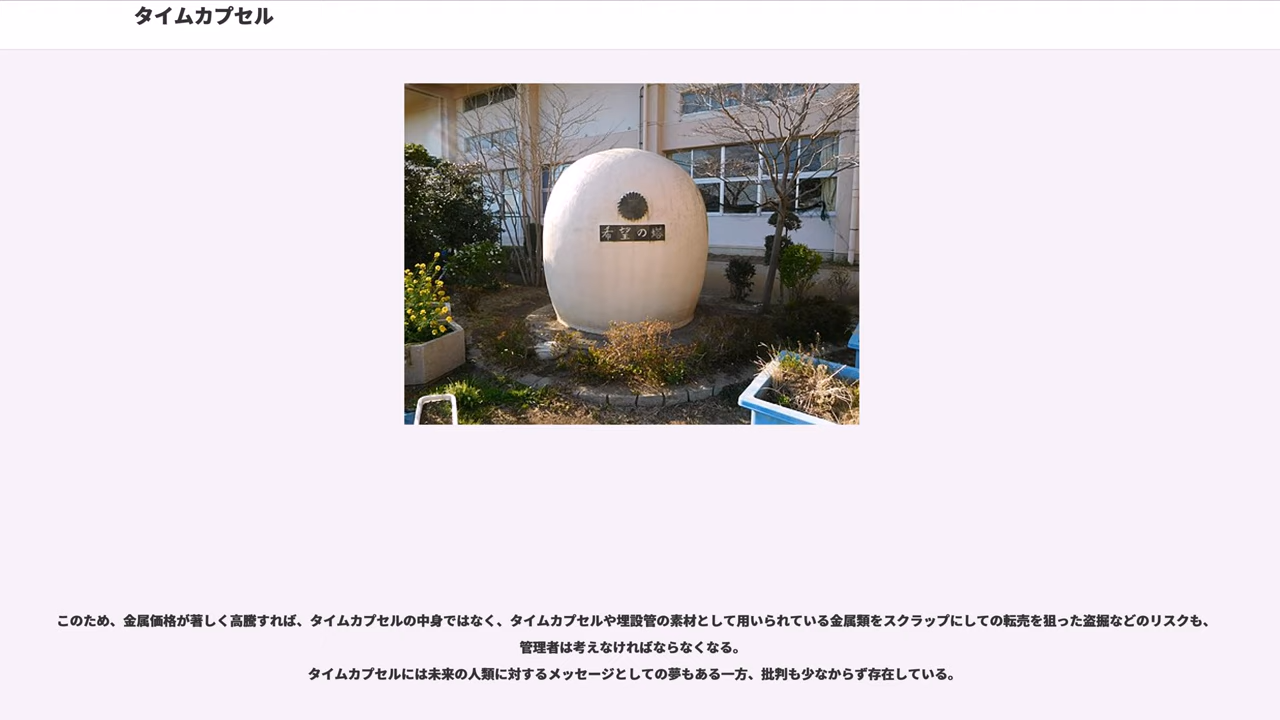 タイムカプセル
希望の塔
このため、金属価格が著しく高騰すれば、タイムカプセルの中身ではなく、タイムカプセルや埋設管の素材として用いられている金属類をスクラップにしての転売を狙った盗掘などのリスクも、
管理者は考えなければならなくなる。
タイムカプセルには未来の人類に対するメッセージとしての夢もある一方、批判も少なからず存在している。